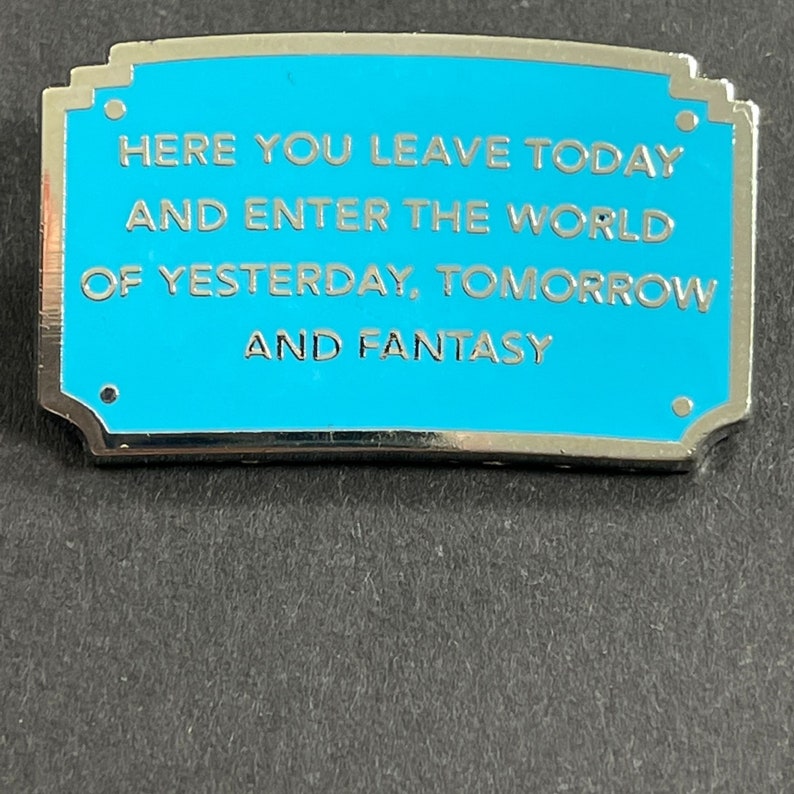 HERE YOU LEAVE TODAY
AND ENTER THE WORLD
OF YESTERDAY, TOMORROW
AND FANTASY